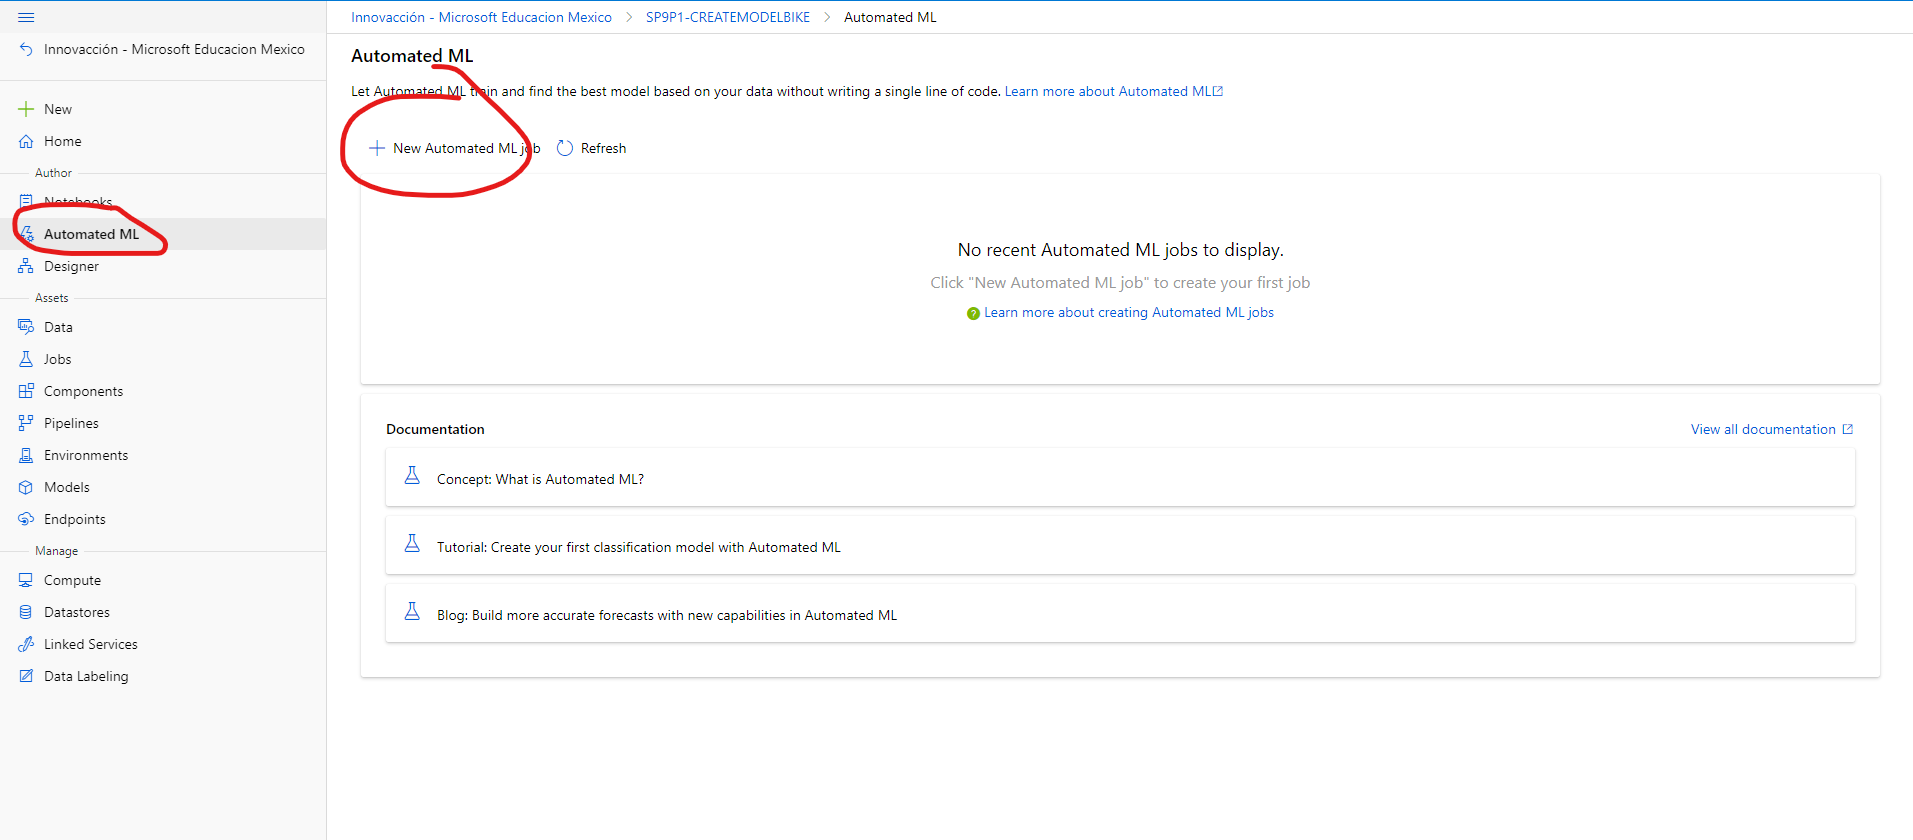 Innovacción - Microsoft Educacion Mexico > SP9P1-CREATEMODELBIKE > Automated ML
Innovacción - Microsoft Educacion Mexico
New
Home
Author
Notebooks
Automated ML
Designer
Assets
Data
Jobs
Components
Pipelines
Environments
Models
Endpoints
Manage
Compute
Datastores
Linked Services
Data Labeling
Automated ML
Let Automated ML train and find the best model based on your data without writing a single line of code. Learn more about Automated ML
New Automated ML job Refresh
No recent Automated ML jobs to display.
Click "New Automated ML job" to create your first job
Learn more about creating Automated ML jobs
Documentation View all documentation
Concept: What is Automated ML?
Tutorial: Create your first classification model with Automated ML
Blog: Build more accurate forecasts with new capabilities in Automated ML